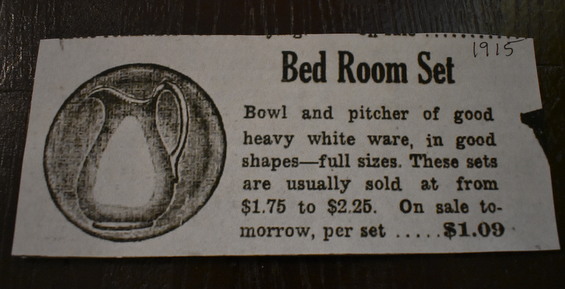 1915
Bed Room Set
Bowl and pitcher of good
heavy white ware, in good
shapes—full sizes. These sets
are usually sold at from
$1.75 to $2.25. On sale to-
morrow, per set .....$1.09